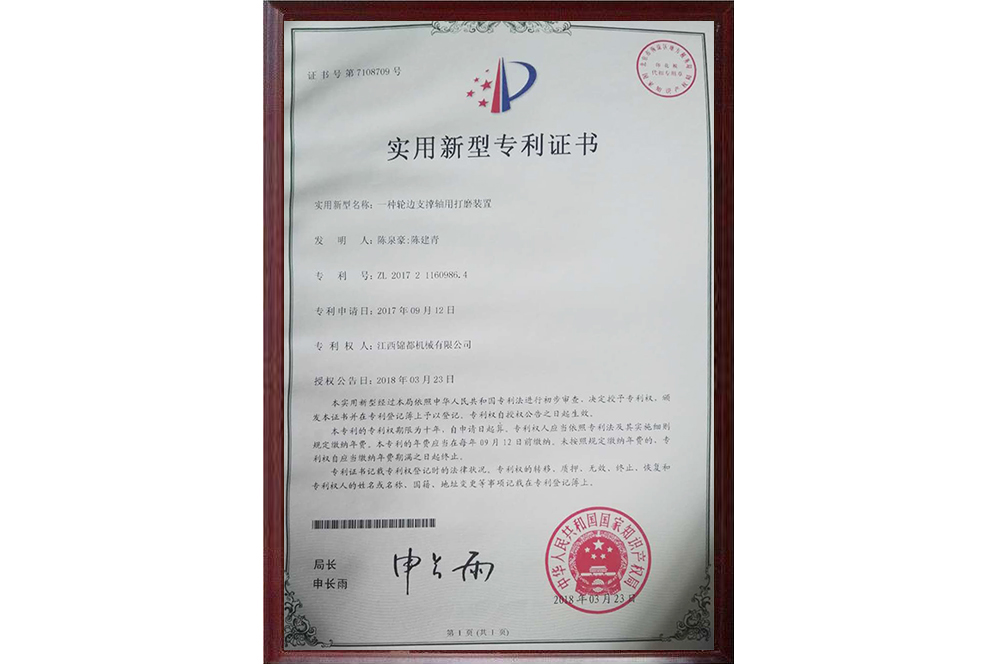 证书号第7108709号
实用新型专利证书
实用新型名称：一种轮边支撑轴用打磨装置
发 明 人：陈泉豪;陈建青
专 利 号：ZL 2017 2 1160986.4
专利申请日：2017年09月12日
专 利 权 人：江西锦都机械有限公司
授权公告日：2018年03月23日
本实用新型经过本局依照中华人民共和国专利法进行初步审查，决定授予专利权，颁
发本证书并在专利登记簿上予以登记。专利权自授权公告之日起生效。
本专利的专利权期限为十年，自申请日起算。专利权人应当依照专利法及其实施细则
规定缴纳年费。本专利的年费应当在每年09月12日前缴纳。未按照规定缴纳年费的，专
利权自应当缴纳年费期满之日起终止。
专利证书记载专利权登记时的法律状况。专利权的转移、质押、无效、终止、恢复和
专利权人的姓名或名称、国籍、地址变更等事项记载在专利登记簿上。
局长
申长雨
申长雨
中华人民共和国国家知识产权局
2018年03月23日
第1页(共1页)